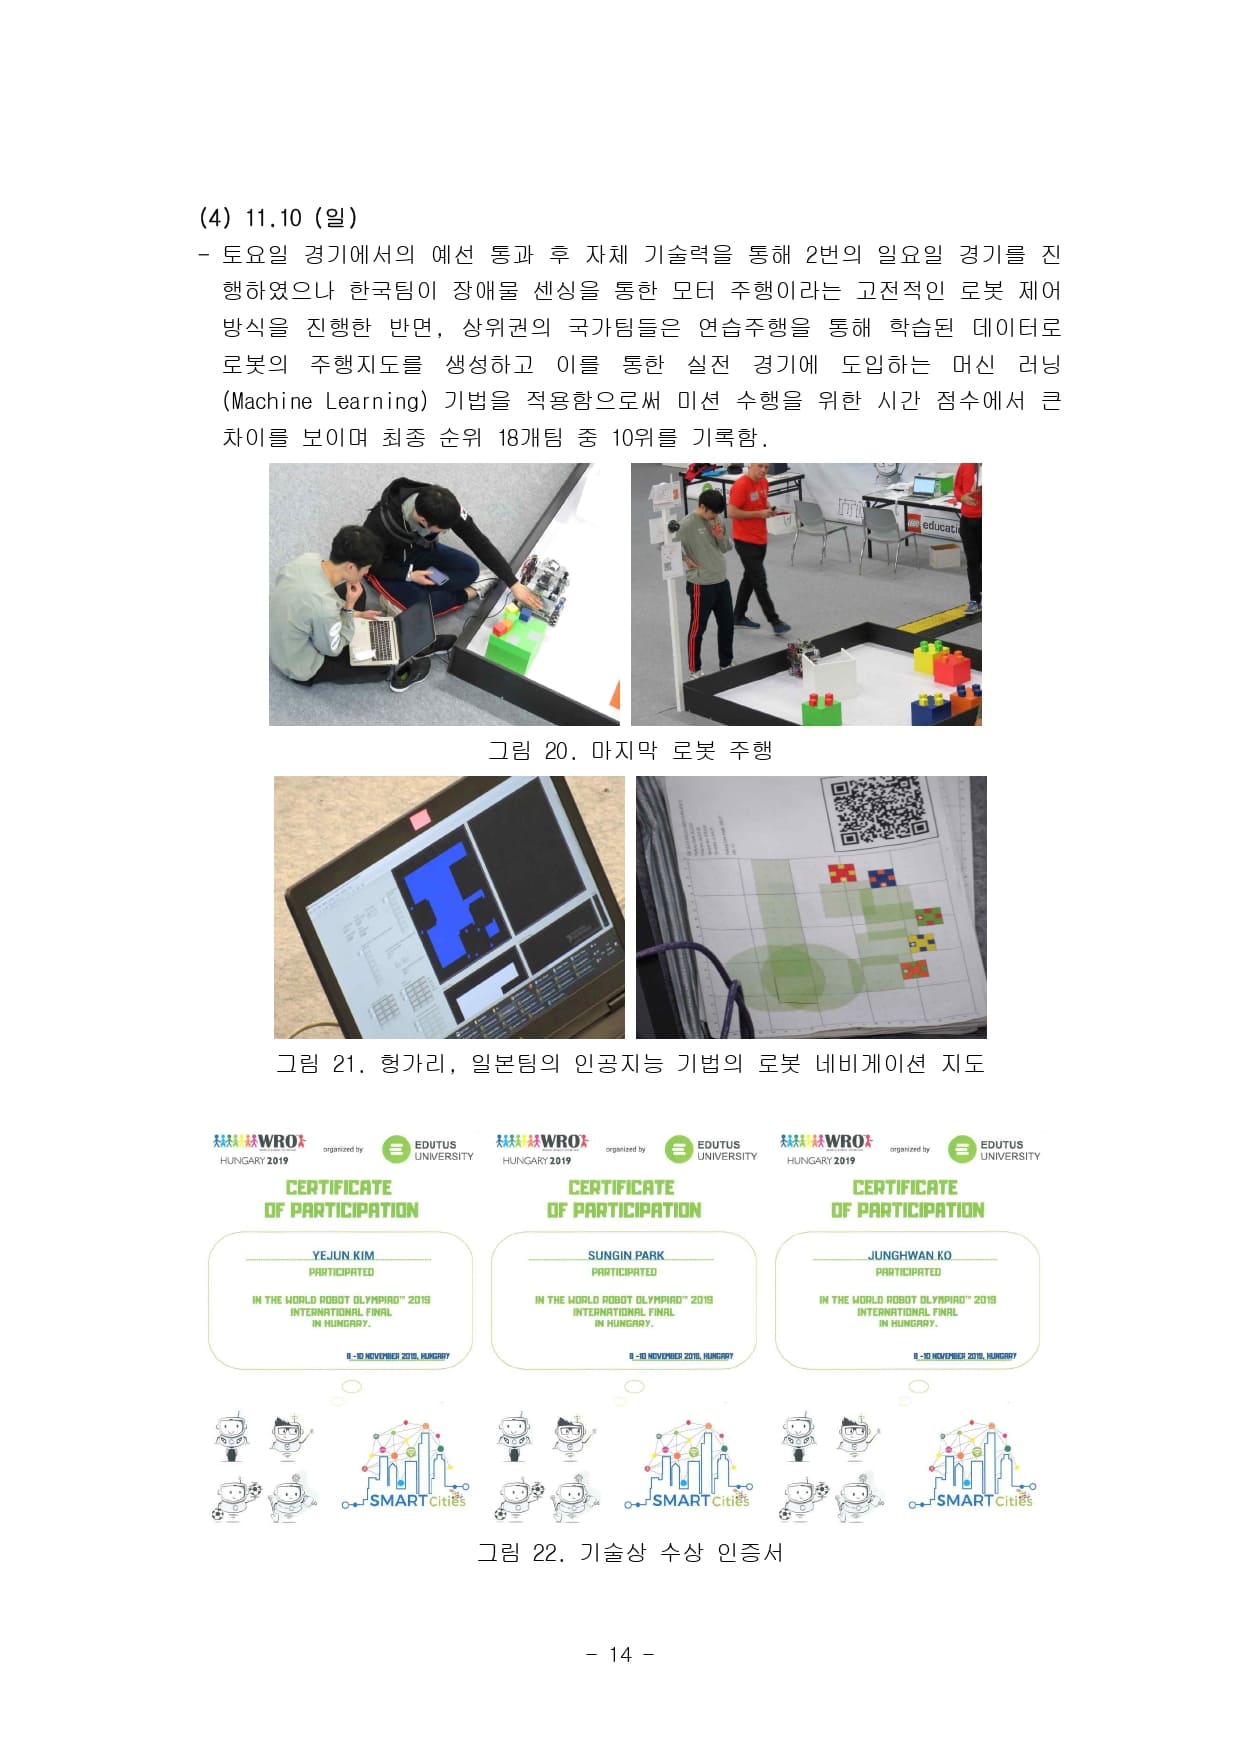 (4) 11.10 (일)
- 토요일 경기에서의 예선 통과 후 자체 기술력을 통해 2번의 일요일 경기를 진
행하였으나 한국팀이 장애물 센싱을 통한 모터 주행이라는 고전적인 로봇 제어
방식을 진행한 반면, 상위권의 국가팀들은 연습주행을 통해 학습된 데이터로
로봇의 주행지도를 생성하고 이를 통한 실전 경기에 도입하는 머신 러닝
(Machine Learning) 기법을 적용함으로써 미션 수행을 위한 시간 점수에서 큰
차이를 보이며 최종 순위 18개팀 중 10위를 기록함.
education
그림 20. 마지막 로봇 주행
그림 21. 헝가리, 일본팀의 인공지능 기법의 로봇 네비게이션 지도
WRO
HUNGARY 2019
organized by
EDUTUS
UNIVERSITY
CERTIFICATE
OF PARTICIPATION
YEJUN KIM
PARTICIPATED
IN THE WORLD ROBOT OLYMPIAD™ 2019
INTERNATIONAL FINAL
IN HUNGARY.
8 -10 NOVEMBER 2019, HUNGARY
SMART Cities
WRO
HUNGARY 2019
organized by
EDUTUS
UNIVERSITY
CERTIFICATE
OF PARTICIPATION
SUNGIN PARK
PARTICIPATED
IN THE WORLD ROBOT OLYMPIAD™ 2019
INTERNATIONAL FINAL
IN HUNGARY.
8 -10 NOVEMBER 2019, HUNGARY
SMART Cities
WRO
HUNGARY 2019
organized by
EDUTUS
UNIVERSITY
CERTIFICATE
OF PARTICIPATION
JUNGHWAN KO
PARTICIPATED
IN THE WORLD ROBOT OLYMPIAD™ 2019
INTERNATIONAL FINAL
IN HUNGARY.
8 -10 NOVEMBER 2019, HUNGARY
SMART Cities
그림 22. 기술상 수상 인증서
- 14 -